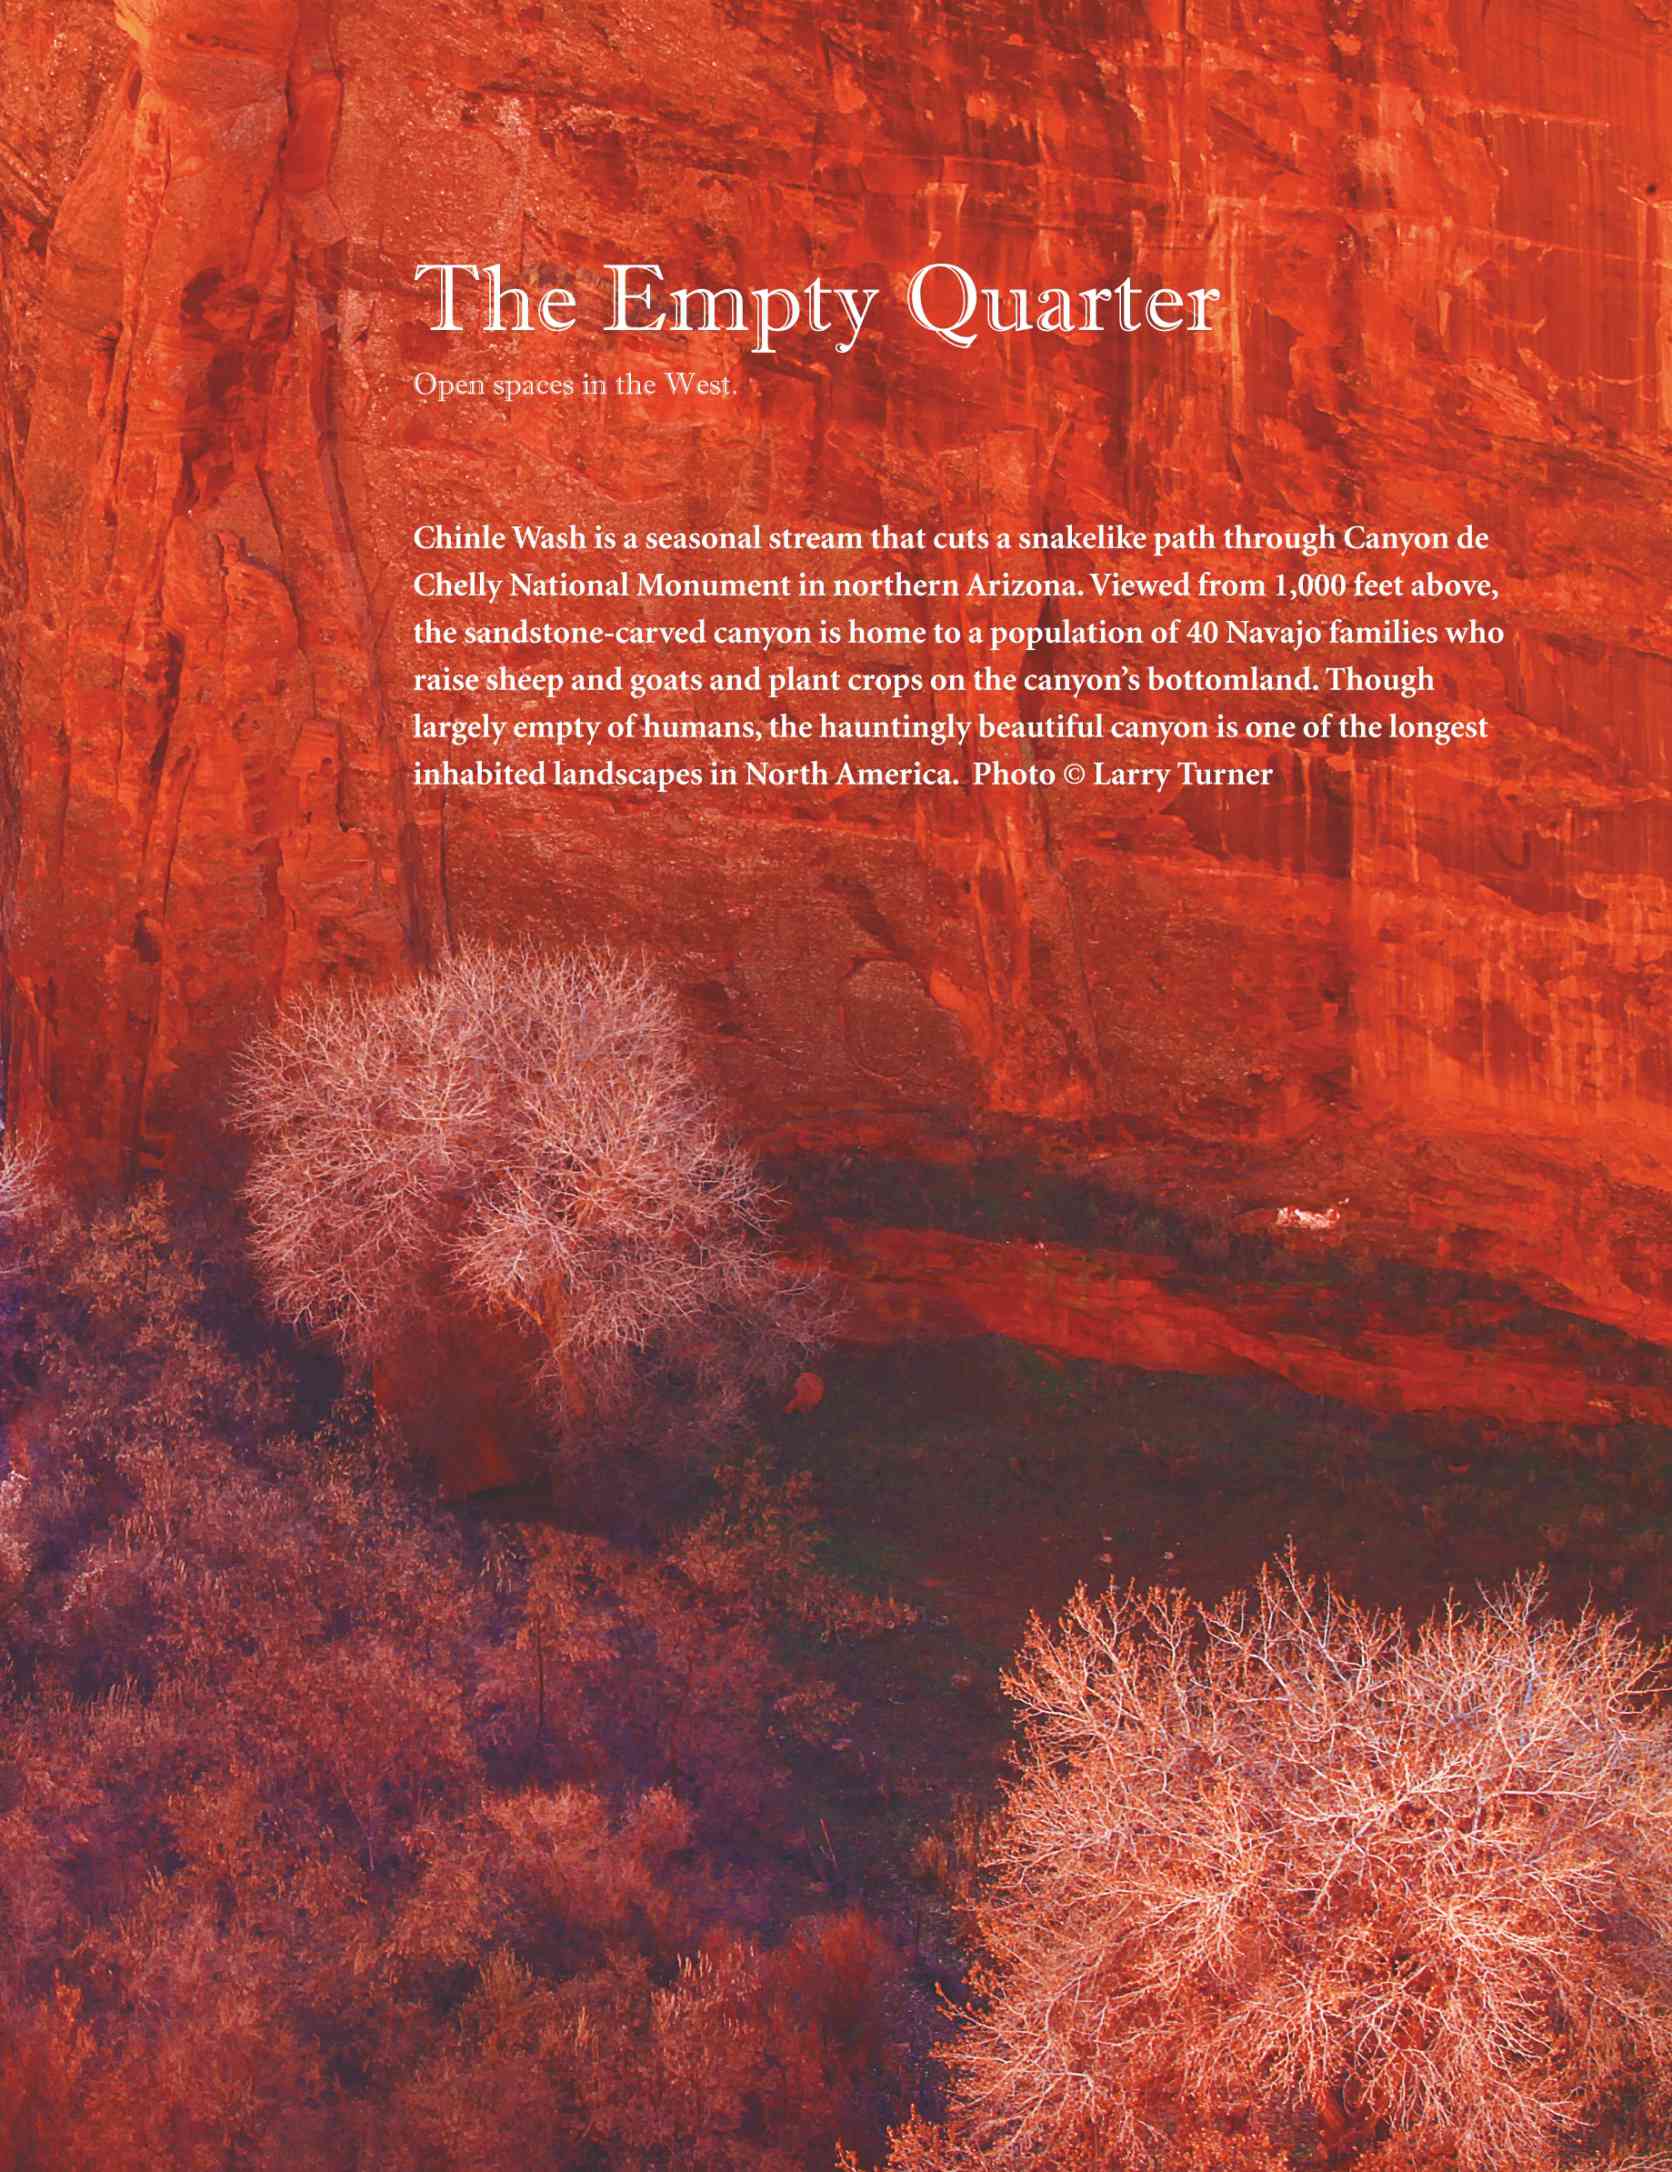 The Empty Quarter
Open spaces in the West.
Chinle Wash is a seasonal stream that cuts a snakelike path through Canyon de
Chelly National Monument in northern Arizona. Viewed from 1,000 feet above,
the sandstone-carved canyon is home to a population of 40 Navajo families who
raise sheep and goats and plant crops on the canyon’s bottomland. Though
largely empty of humans, the hauntingly beautiful canyon is one of the longest
inhabited landscapes in North America.  Photo © Larry Turner